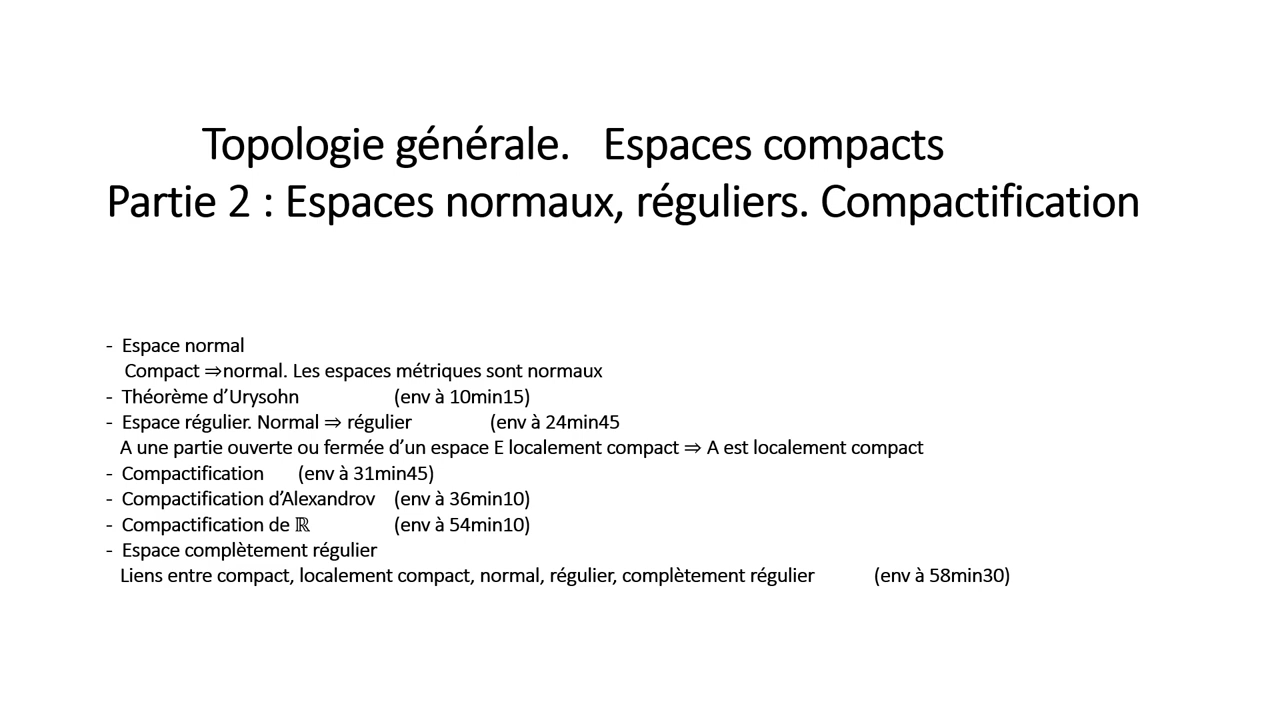 Topologie générale. Espaces compacts
Partie 2 : Espaces normaux, réguliers. Compactification
- Espace normal
Compact ⇒normal. Les espaces métriques sont normaux
- Théorème d’Urysohn (env à 10min15)
- Espace régulier. Normal ⇒ régulier (env à 24min45
A une partie ouverte ou fermée d’un espace E localement compact ⇒ A est localement compact
- Compactification (env à 31min45)
- Compactification d’Alexandrov (env à 36min10)
- Compactification de ℝ (env à 54min10)
- Espace complètement régulier
Liens entre compact, localement compact, normal, régulier, complètement régulier (env à 58min30)